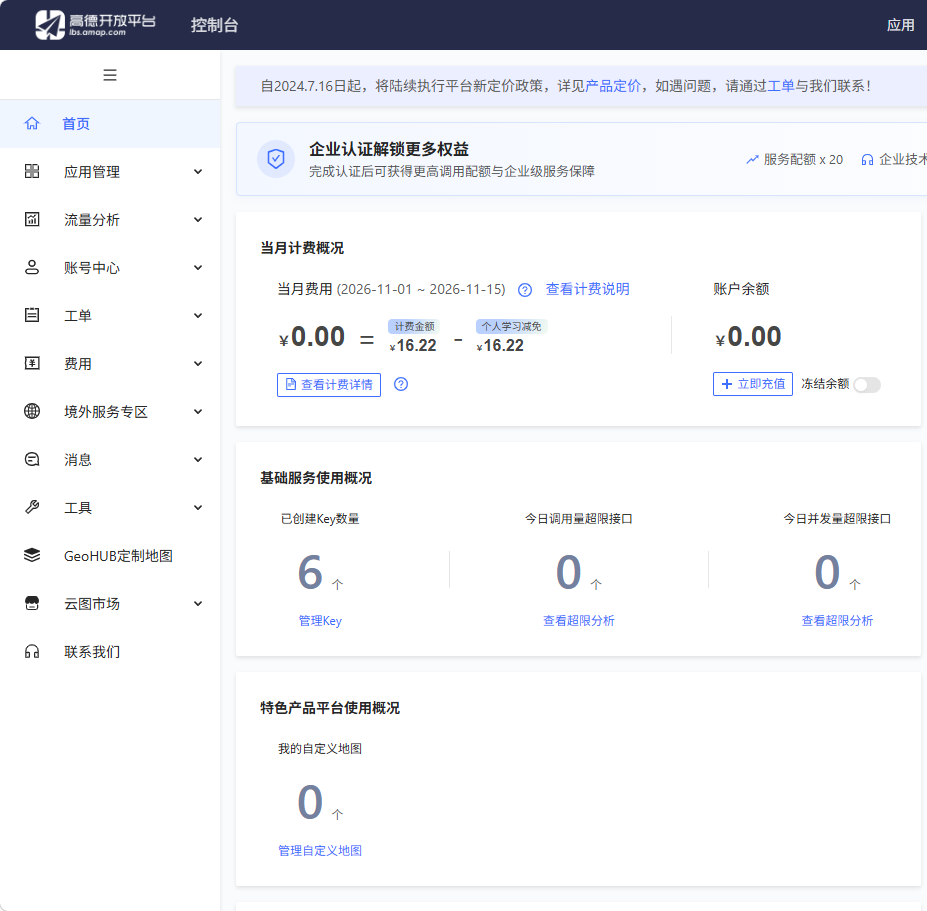 高德开放平台
lbs.amap.com
控制台
应用
首页
应用管理
流量分析
账号中心
工单
费用
境外服务专区
消息
工具
GeoHUB定制地图
云图市场
联系我们
自2024.7.16日起，将陆续执行平台新定价政策，详见产品定价，如遇问题，请通过工单与我们联系！
企业认证解锁更多权益
完成认证后可获得更高调用配额与企业级服务保障
服务配额 x 20
企业技术
当月计费概况
当月费用 (2026-11-01 ~ 2026-11-15) 查看计费说明
账户余额
¥0.00 = 计费金额 ¥16.22 - 个人学习减免 ¥16.22
¥0.00
查看计费详情
立即充值 冻结余额
基础服务使用概况
已创建Key数量 今日调用量超限接口 今日并发量超限接口
6 个 0 个 0 个
管理Key 查看超限分析 查看超限分析
特色产品平台使用概况
我的自定义地图
0 个
管理自定义地图